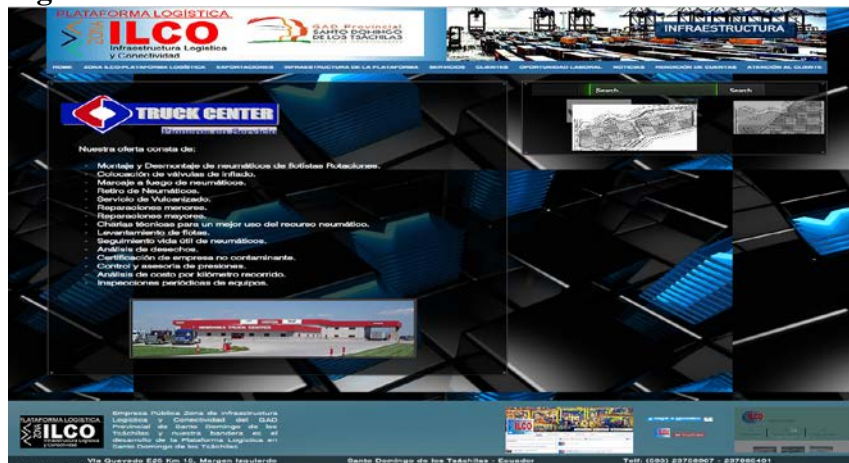 PLATAFORMA LOGÍSTICA
ZONA ILCO
Infraestructura Logística
y Conectividad
GAD Provincial
SANTO DOMINGO
DE LOS TSÁCHILAS
INFRAESTRUCTURA
HOME ZONA ILCO-PLATAFORMA LOGÍSTICA EXPORTACIONES INFRAESTRUCTURA DE LA PLATAFORMA SERVICIOS CLIENTES OPORTUNIDAD LABORAL NOTICIAS RENDICIÓN DE CUENTAS ATENCIÓN AL CLIENTE
Search Search
TRUCK CENTER
Pioneros en Servicio
Nuestra oferta consta de:
- Montaje y Desmontaje de neumáticos de flotistas Rotaciones.
- Colocación de válvulas de inflado.
- Marcaje a fuego de neumáticos.
- Retiro de Neumáticos.
- Servicio de Vulcanizado.
- Reparaciones menores.
- Reparaciones mayores.
- Charlas técnicas para un mejor uso del recurso neumático.
- Levantamiento de flotas.
- Seguimiento vida útil de neumáticos.
- Análisis de desechos.
- Certificación de empresa no contaminante.
- Control y asesoría de presiones.
- Análisis de costo por kilómetro recorrido.
- Inspecciones periódicas de equipos.
TRUCK CENTER
PLATAFORMA LOGÍSTICA
ZONA ILCO
Infraestructura Logística
y Conectividad
Empresa Pública Zona de Infraestructura
Logística y Conectividad del GAD
Provincial de Santo Domingo de los
Tsáchilas y nuestra bandera es el
desarrollo de la Plataforma Logística en
Santo Domingo de los Tsáchilas.
ILCO
Vía Quevedo E25 Km 15, Margen Izquierdo Santo Domingo de los Tsáchilas - Ecuador